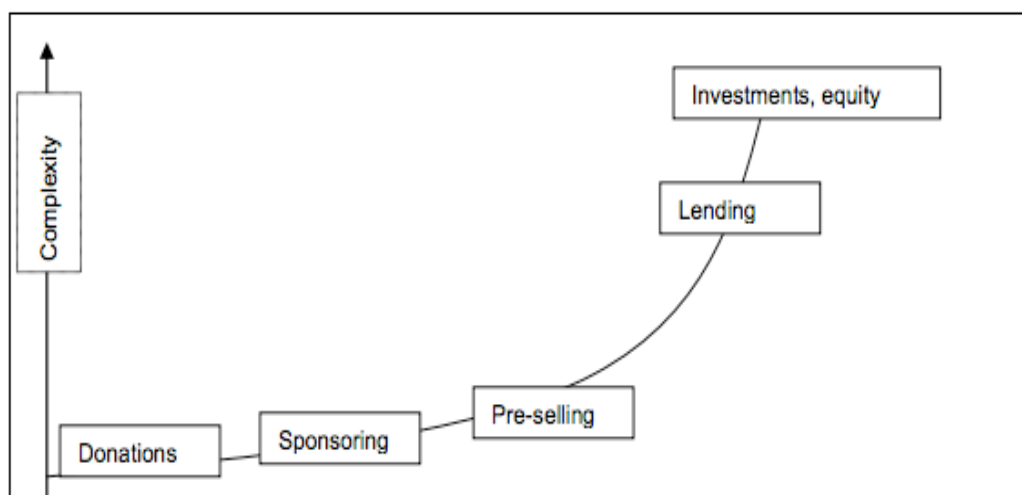 Investments, equity
Complexity
Lending
Pre-selling
Sponsoring
Donations